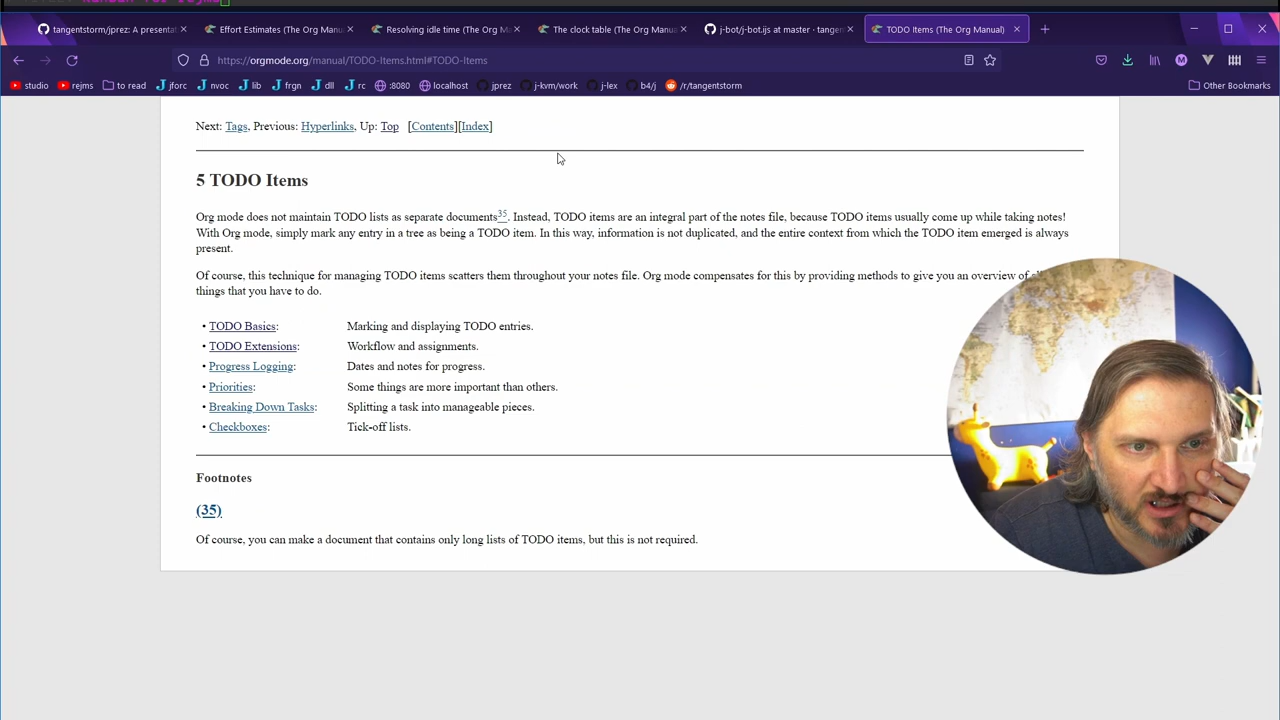 tangentstorm/jprez: A presentat
Effort Estimates (The Org Manual)
Resolving idle time (The Org Ma
The clock table (The Org Manual
j-bot/j-bot.ijs at master · tangen
TODO Items (The Org Manual)
https://orgmode.org/manual/TODO-Items.html#TODO-Items
studio rejms to read jforc nvoc lib frgn dll rc :8080 localhost jprez j-kvm/work j-lex b4/j /r/tangentstorm Other Bookmarks
Next: Tags, Previous: Hyperlinks, Up: Top [Contents][Index]
5 TODO Items
Org mode does not maintain TODO lists as separate documents35. Instead, TODO items are an integral part of the notes file, because TODO items usually come up while taking notes!
With Org mode, simply mark any entry in a tree as being a TODO item. In this way, information is not duplicated, and the entire context from which the TODO item emerged is always
present.
Of course, this technique for managing TODO items scatters them throughout your notes file. Org mode compensates for this by providing methods to give you an overview of
things that you have to do.
• TODO Basics: Marking and displaying TODO entries.
• TODO Extensions: Workflow and assignments.
• Progress Logging: Dates and notes for progress.
• Priorities: Some things are more important than others.
• Breaking Down Tasks: Splitting a task into manageable pieces.
• Checkboxes: Tick-off lists.
Footnotes
(35)
Of course, you can make a document that contains only long lists of TODO items, but this is not required.